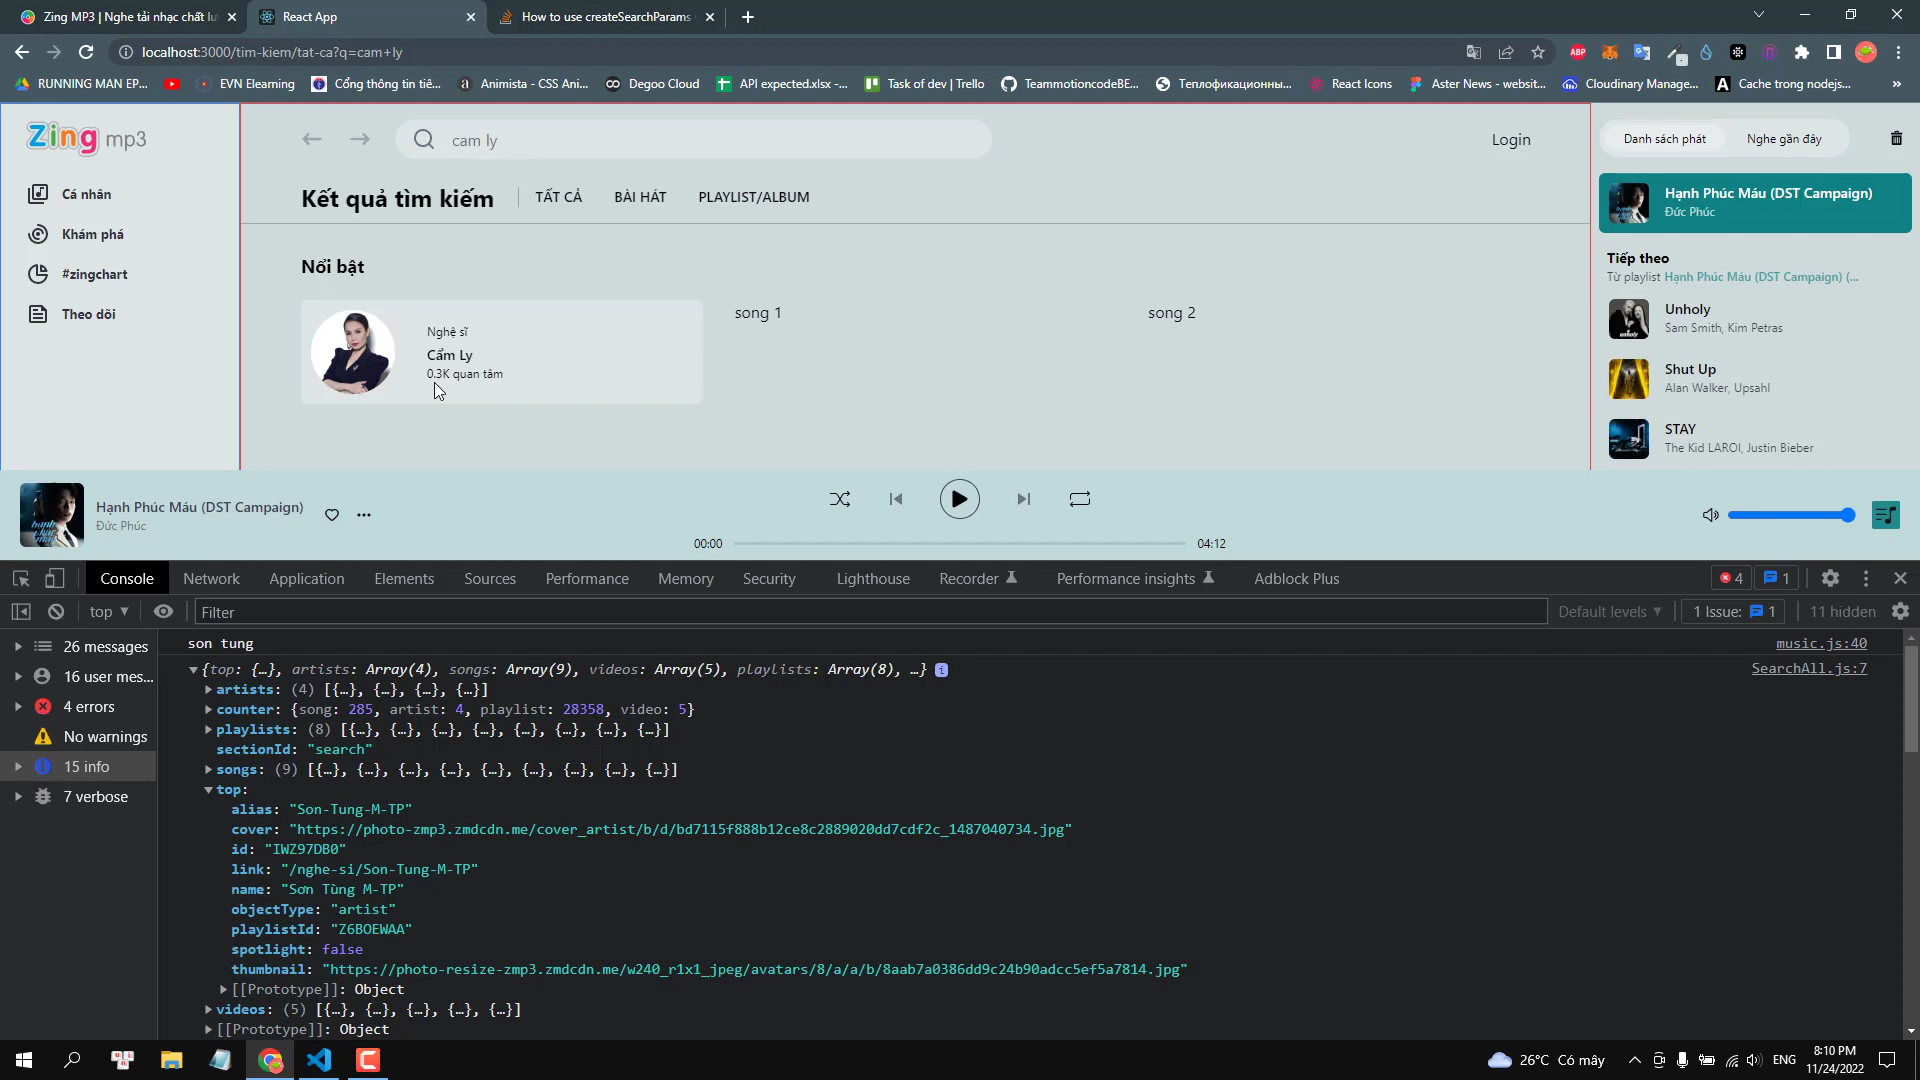 Zing MP3 | Nghe tải nhạc chất lư
React App
How to use createSearchParams
localhost:3000/tim-kiem/tat-ca?q=cam+ly
RUNNING MAN EP...
EVN Elearning
Cổng thông tin tiê...
Animista - CSS Ani...
Degoo Cloud
API expected.xlsx -...
Task of dev | Trello
TeammotioncodeBE...
Теплофикационны...
React Icons
Aster News - websit...
Cloudinary Manage...
Cache trong nodejs...
»
Zing mp3
Cá nhân
Khám phá
#zingchart
Theo dõi
cam ly
Login
Kết quả tìm kiếm
TẤT CẢ
BÀI HÁT
PLAYLIST/ALBUM
Nổi bật
Nghệ sĩ
Cẩm Ly
0.3K quan tâm
song 1
song 2
Danh sách phát
Nghe gần đây
Hạnh Phúc Máu (DST Campaign)
Đức Phúc
Tiếp theo
Từ playlist Hạnh Phúc Máu (DST Campaign) (...
Unholy
Sam Smith, Kim Petras
Shut Up
Alan Walker, Upsahl
STAY
The Kid LAROI, Justin Bieber
Hạnh Phúc Máu (DST Campaign)
Đức Phúc
00:00
04:12
Console
Network
Application
Elements
Sources
Performance
Memory
Security
Lighthouse
Recorder
Performance insights
Adblock Plus
4
1
top
Filter
Default levels
1 Issue: 1
11 hidden
26 messages
16 user mes...
4 errors
No warnings
15 info
7 verbose
son tung
music.js:40
{top: {…}, artists: Array(4), songs: Array(9), videos: Array(5), playlists: Array(8), …}
SearchAll.js:7
artists: (4) [{…}, {…}, {…}, {…}]
counter: {song: 285, artist: 4, playlist: 28358, video: 5}
playlists: (8) [{…}, {…}, {…}, {…}, {…}, {…}, {…}, {…}]
sectionId: "search"
songs: (9) [{…}, {…}, {…}, {…}, {…}, {…}, {…}, {…}, {…}]
top:
alias: "Son-Tung-M-TP"
cover: "https://photo-zmp3.zmdcdn.me/cover_artist/b/d/bd7115f888b12ce8c2889020dd7cdf2c_1487040734.jpg"
id: "IWZ97DB0"
link: "/nghe-si/Son-Tung-M-TP"
name: "Sơn Tùng M-TP"
objectType: "artist"
playlistId: "Z6BOEWAA"
spotlight: false
thumbnail: "https://photo-resize-zmp3.zmdcdn.me/w240_r1x1_jpeg/avatars/8/a/a/b/8aab7a0386dd9c24b90adcc5ef5a7814.jpg"
[[Prototype]]: Object
videos: (5) [{…}, {…}, {…}, {…}, {…}]
[[Prototype]]: Object
26°C Có mây
ENG
8:10 PM
11/24/2022